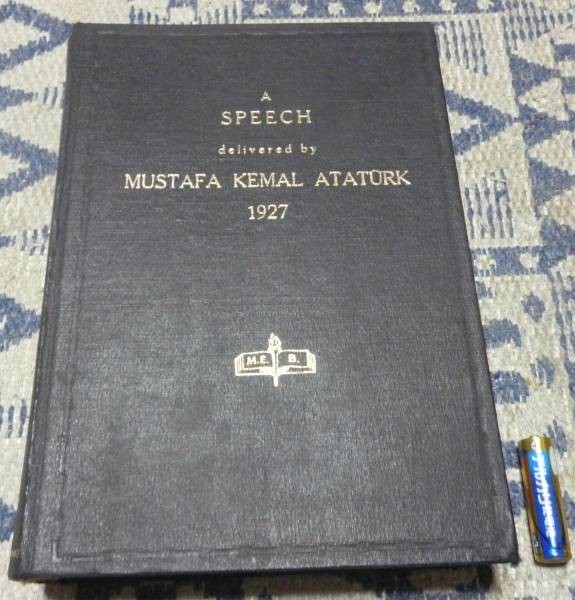 A
SPEECH
delivered by
MUSTAFA KEMAL ATATÜRK
1927
M.E. B.